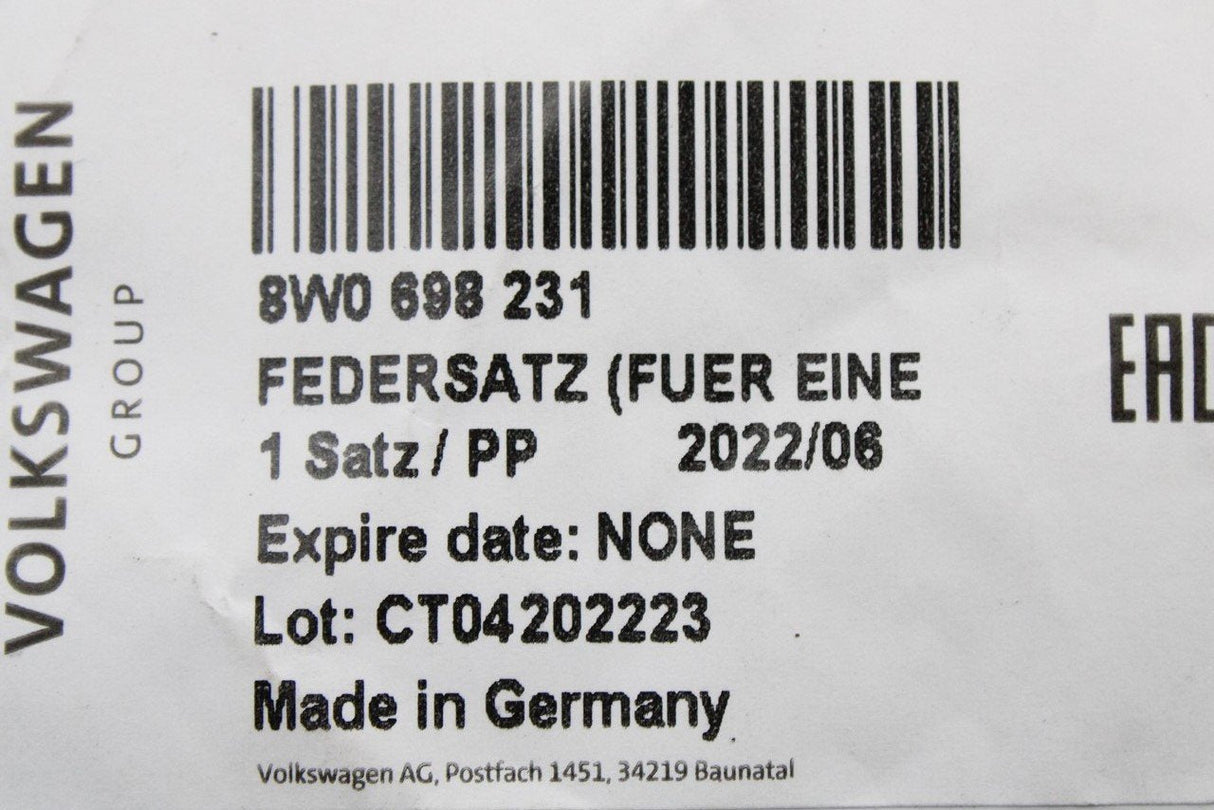 VOLKSWAGEN
GROUP
8W0 698 231
FEDERSATZ (FUER EINE
1 Satz / PP 2022/06
Expire date: NONE
Lot: CT04202223
Made in Germany
Volkswagen AG, Postfach 1451, 34219 Baunatal
EAC